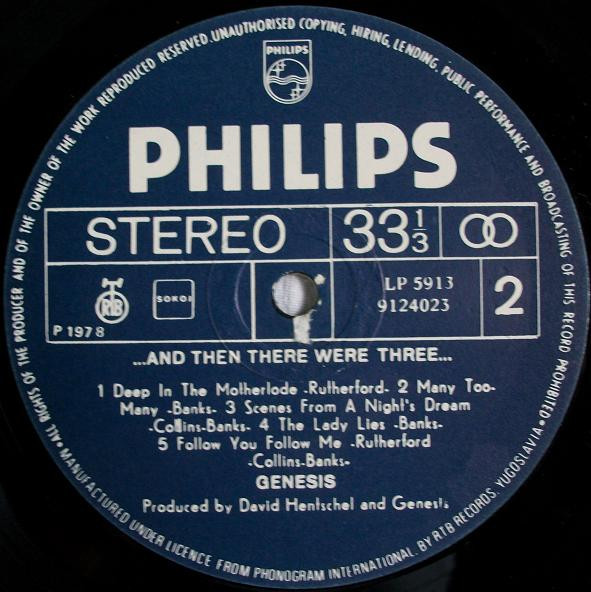 ALL RIGHTS OF THE PRODUCER AND OF THE OWNER OF THE WORK REPRODUCED RESERVED. UNAUTHORISED COPYING, HIRING, LENDING, PUBLIC PERFORMANCE AND BROADCASTING OF THIS RECORD PROHIBITED •
PHILIPS
PHILIPS
STEREO 33 1/3
RTB SOKOJ LP 5913
9124023 2
P 1978
...AND THEN THERE WERE THREE...
1 Deep In The Motherlode -Rutherford- 2 Many Too-
Many -Banks- 3 Scenes From A Night's Dream
-Collins-Banks- 4 The Lady Lies -Banks-
5 Follow You Follow Me -Rutherford
-Collins-Banks-
GENESIS
Produced by David Hentschel and Genesis
• MANUFACTURED UNDER LICENCE FROM PHONOGRAM INTERNATIONAL. BY RTB RECORDS, YUGOSLAVIA •